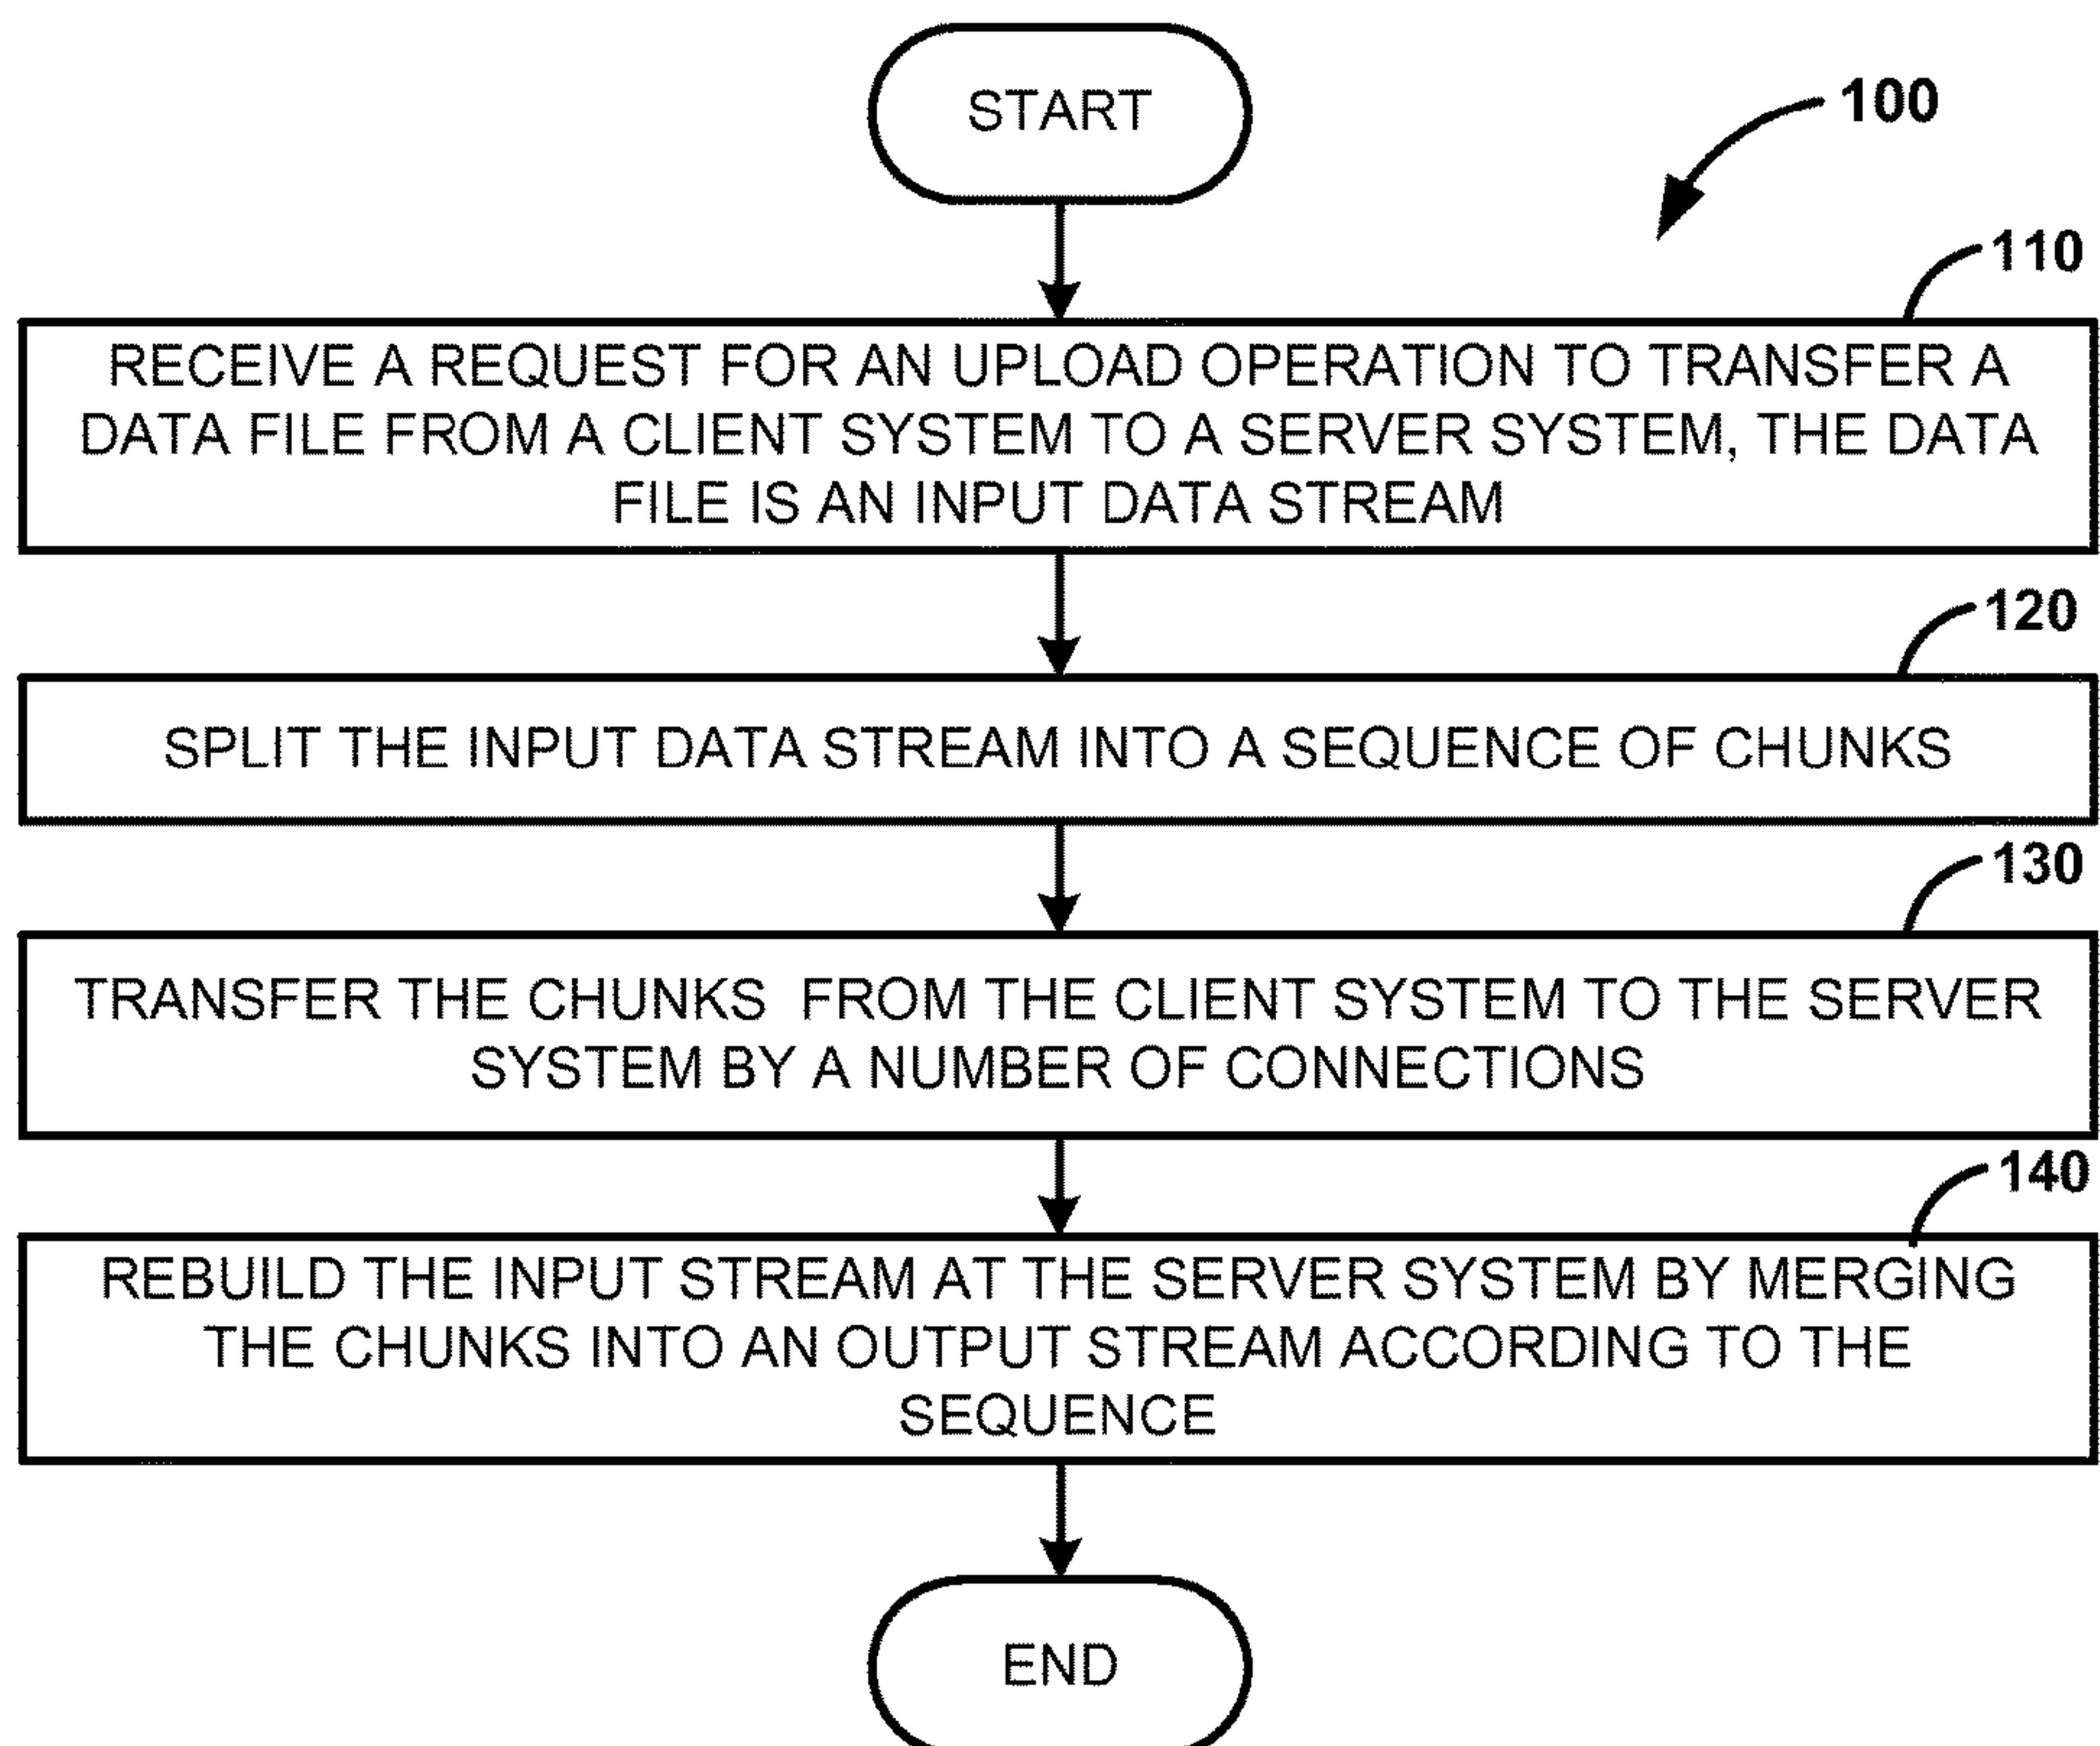 START
100
110
RECEIVE A REQUEST FOR AN UPLOAD OPERATION TO TRANSFER A
DATA FILE FROM A CLIENT SYSTEM TO A SERVER SYSTEM, THE DATA
FILE IS AN INPUT DATA STREAM
120
SPLIT THE INPUT DATA STREAM INTO A SEQUENCE OF CHUNKS
130
TRANSFER THE CHUNKS FROM THE CLIENT SYSTEM TO THE SERVER
SYSTEM BY A NUMBER OF CONNECTIONS
140
REBUILD THE INPUT STREAM AT THE SERVER SYSTEM BY MERGING
THE CHUNKS INTO AN OUTPUT STREAM ACCORDING TO THE
SEQUENCE
END